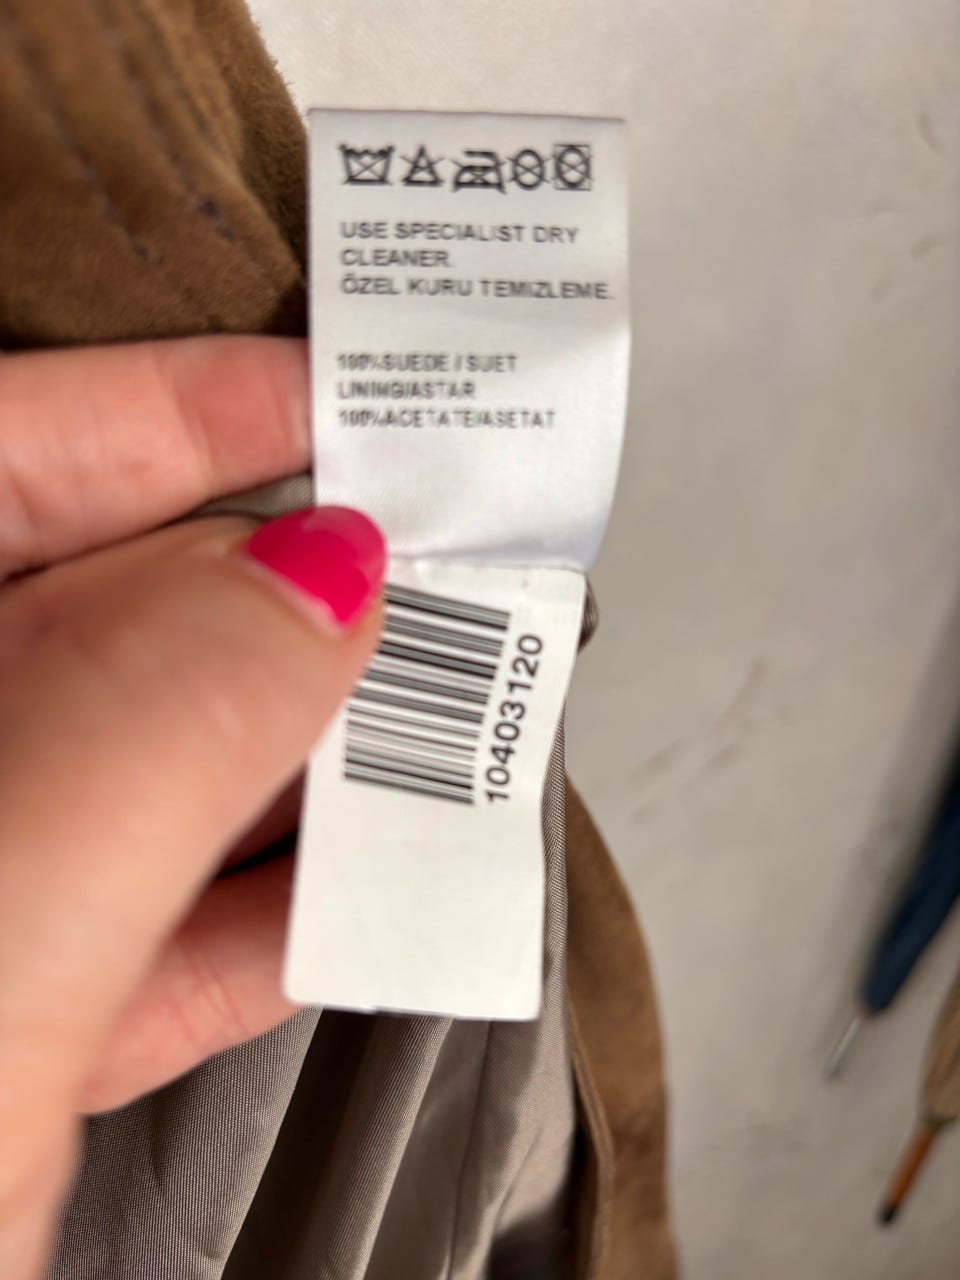 USE SPECIALIST DRY
CLEANER.
ÖZEL KURU TEMIZLEME.
100%SUEDE / SUET
LINING/ASTAR
100%ACETATE/ASETAT
10403120